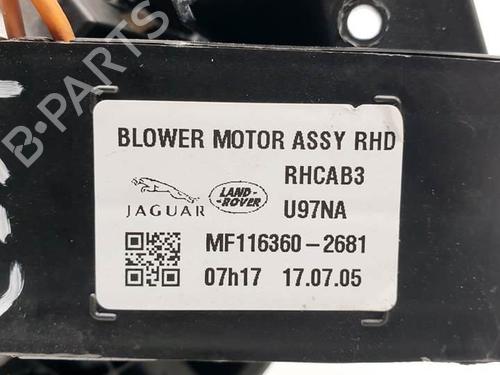 BLOWER MOTOR ASSY RHD
RHCAB3
JAGUAR
LAND-
ROVER
U97NA
MF116360-2681
07h17 17.07.05
B-PARTS